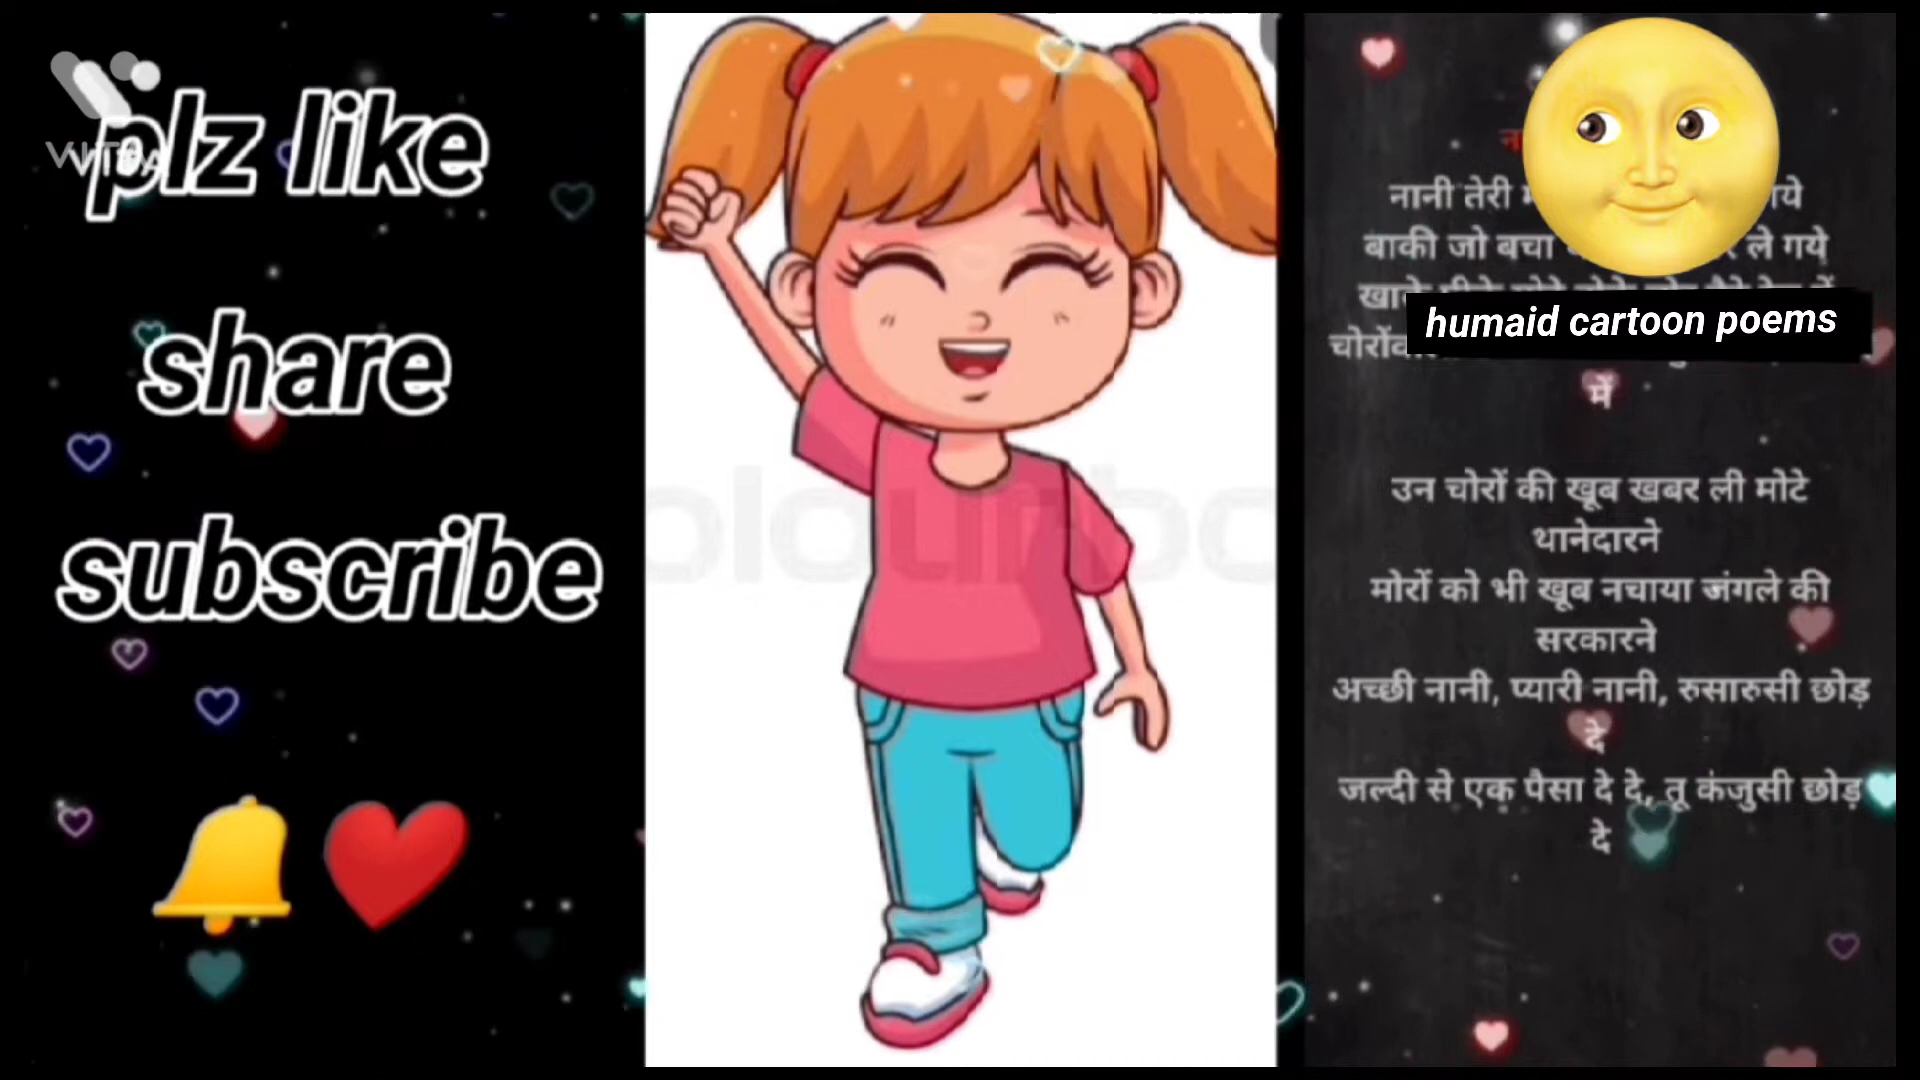 VITA
plz like
share
subscribe
humaid cartoon poems
नानी तेरी
बाकी जो बचा ले गये
में
उन चोरों की खूब खबर ली मोटे
थानेदारने
मोरों को भी खूब नचाया जंगले की
सरकारने
अच्छी नानी, प्यारी नानी, रुसारुसी छोड़
दे
जल्दी से एक पैसा दे दे, तू कंजुसी छोड़
दे